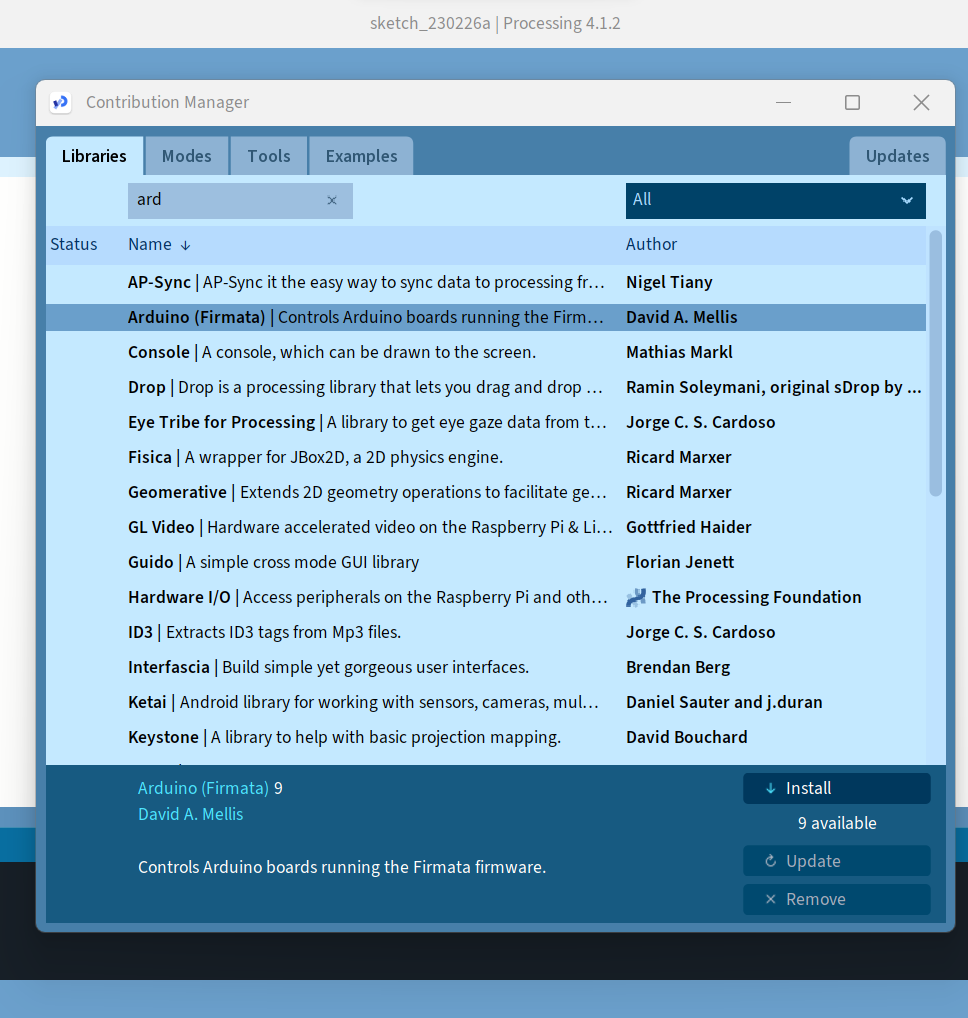 sketch_230226a | Processing 4.1.2
Contribution Manager
Libraries Modes Tools Examples Updates
ard All
Status Name ↓ Author
AP-Sync | AP-Sync it the easy way to sync data to processing fr... Nigel Tiany
Arduino (Firmata) | Controls Arduino boards running the Firm... David A. Mellis
Console | A console, which can be drawn to the screen. Mathias Markl
Drop | Drop is a processing library that lets you drag and drop ... Ramin Soleymani, original sDrop by ...
Eye Tribe for Processing | A library to get eye gaze data from t... Jorge C. S. Cardoso
Fisica | A wrapper for JBox2D, a 2D physics engine. Ricard Marxer
Geomerative | Extends 2D geometry operations to facilitate ge... Ricard Marxer
GL Video | Hardware accelerated video on the Raspberry Pi & Li... Gottfried Haider
Guido | A simple cross mode GUI library Florian Jenett
Hardware I/O | Access peripherals on the Raspberry Pi and oth... The Processing Foundation
ID3 | Extracts ID3 tags from Mp3 files. Jorge C. S. Cardoso
Interfascia | Build simple yet gorgeous user interfaces. Brendan Berg
Ketai | Android library for working with sensors, cameras, mul... Daniel Sauter and j.duran
Keystone | A library to help with basic projection mapping. David Bouchard
Arduino (Firmata) 9
David A. Mellis
Controls Arduino boards running the Firmata firmware.
Install
9 available
Update
Remove